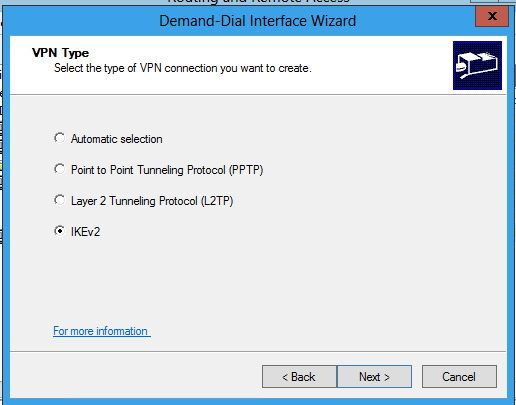 Routing and Remote Access
Demand-Dial Interface Wizard
x
VPN Type
Select the type of VPN connection you want to create.
Automatic selection
Point to Point Tunneling Protocol (PPTP)
Layer 2 Tunneling Protocol (L2TP)
IKEv2
For more information
< Back
Next >
Cancel